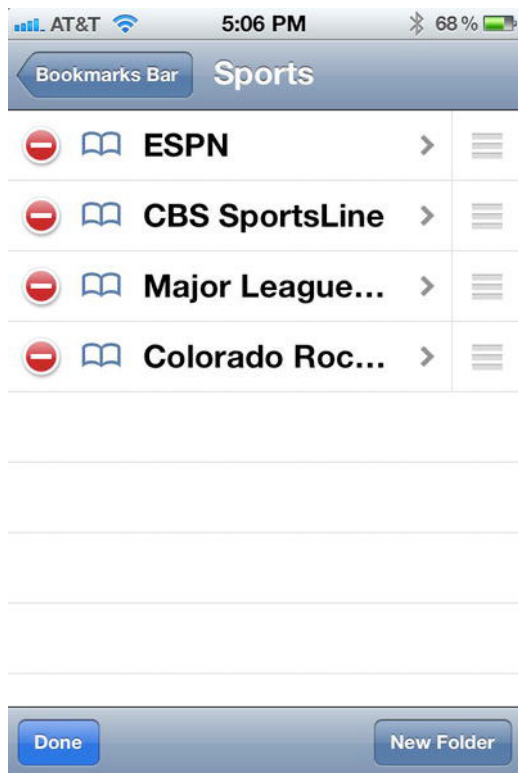 AT&T 5:06 PM 68%
Bookmarks Bar Sports
ESPN
CBS SportsLine
Major League...
Colorado Roc...
Done New Folder